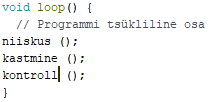 void loop() {
// Programmi tsükliline osa
niiskus ();
kastmine ();
kontroll ();
}